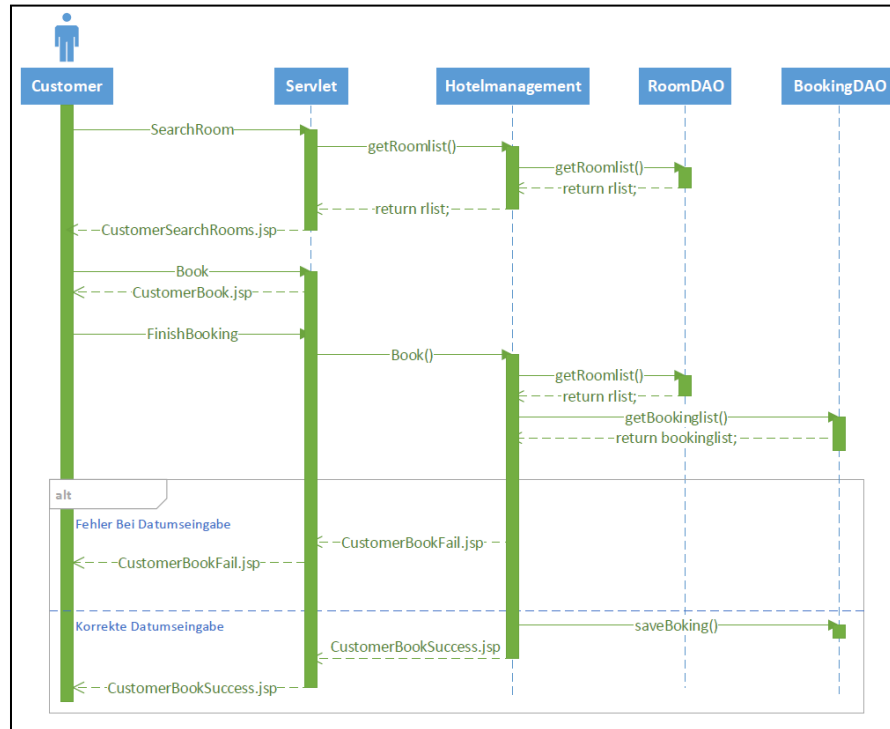 Customer
Servlet
Hotelmanagement
RoomDAO
BookingDAO
SearchRoom
getRoomlist()
getRoomlist()
return rlist;
return rlist;
CustomerSearchRooms.jsp
Book
CustomerBook.jsp
FinishBooking
Book()
getRoomlist()
return rlist;
getBookinglist()
return bookinglist;
alt
Fehler Bei Datumseingabe
CustomerBookFail.jsp
CustomerBookFail.jsp
Korrekte Datumseingabe
saveBoking()
CustomerBookSuccess.jsp
CustomerBookSuccess.jsp